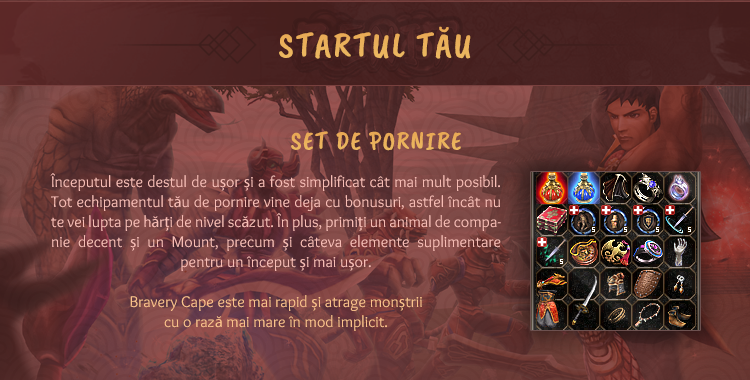 STARTUL TĂU
SET DE PORNIRE
Începutul este destul de ușor și a fost simplificat cât mai mult posibil.
Tot echipamentul tău de pornire vine deja cu bonusuri, astfel încât nu
te vei lupta pe hărți de nivel scăzut. În plus, primiți un animal de compa-
nie decent și un Mount, precum și câteva elemente suplimentare
pentru un început și mai ușor.
Bravery Cape este mai rapid și atrage monștrii
cu o rază mai mare în mod implicit.
5 5 5 5
5